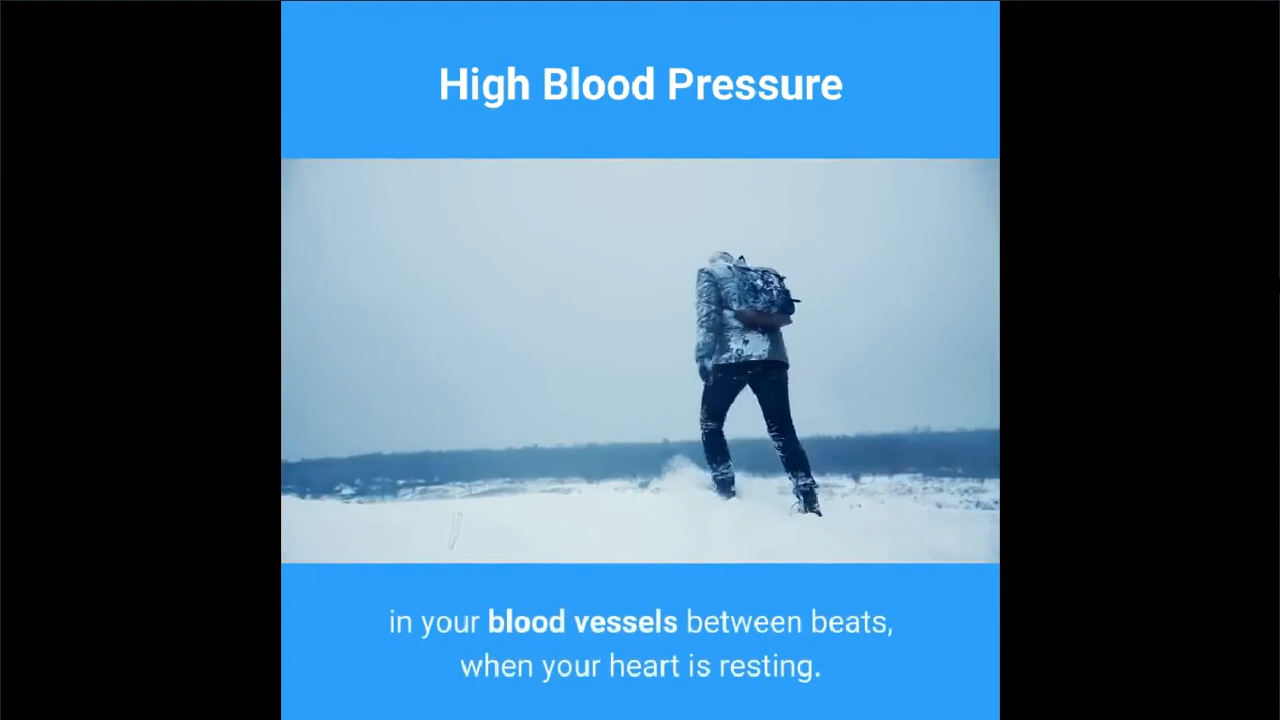 High Blood Pressure
in your blood vessels between beats,
when your heart is resting.